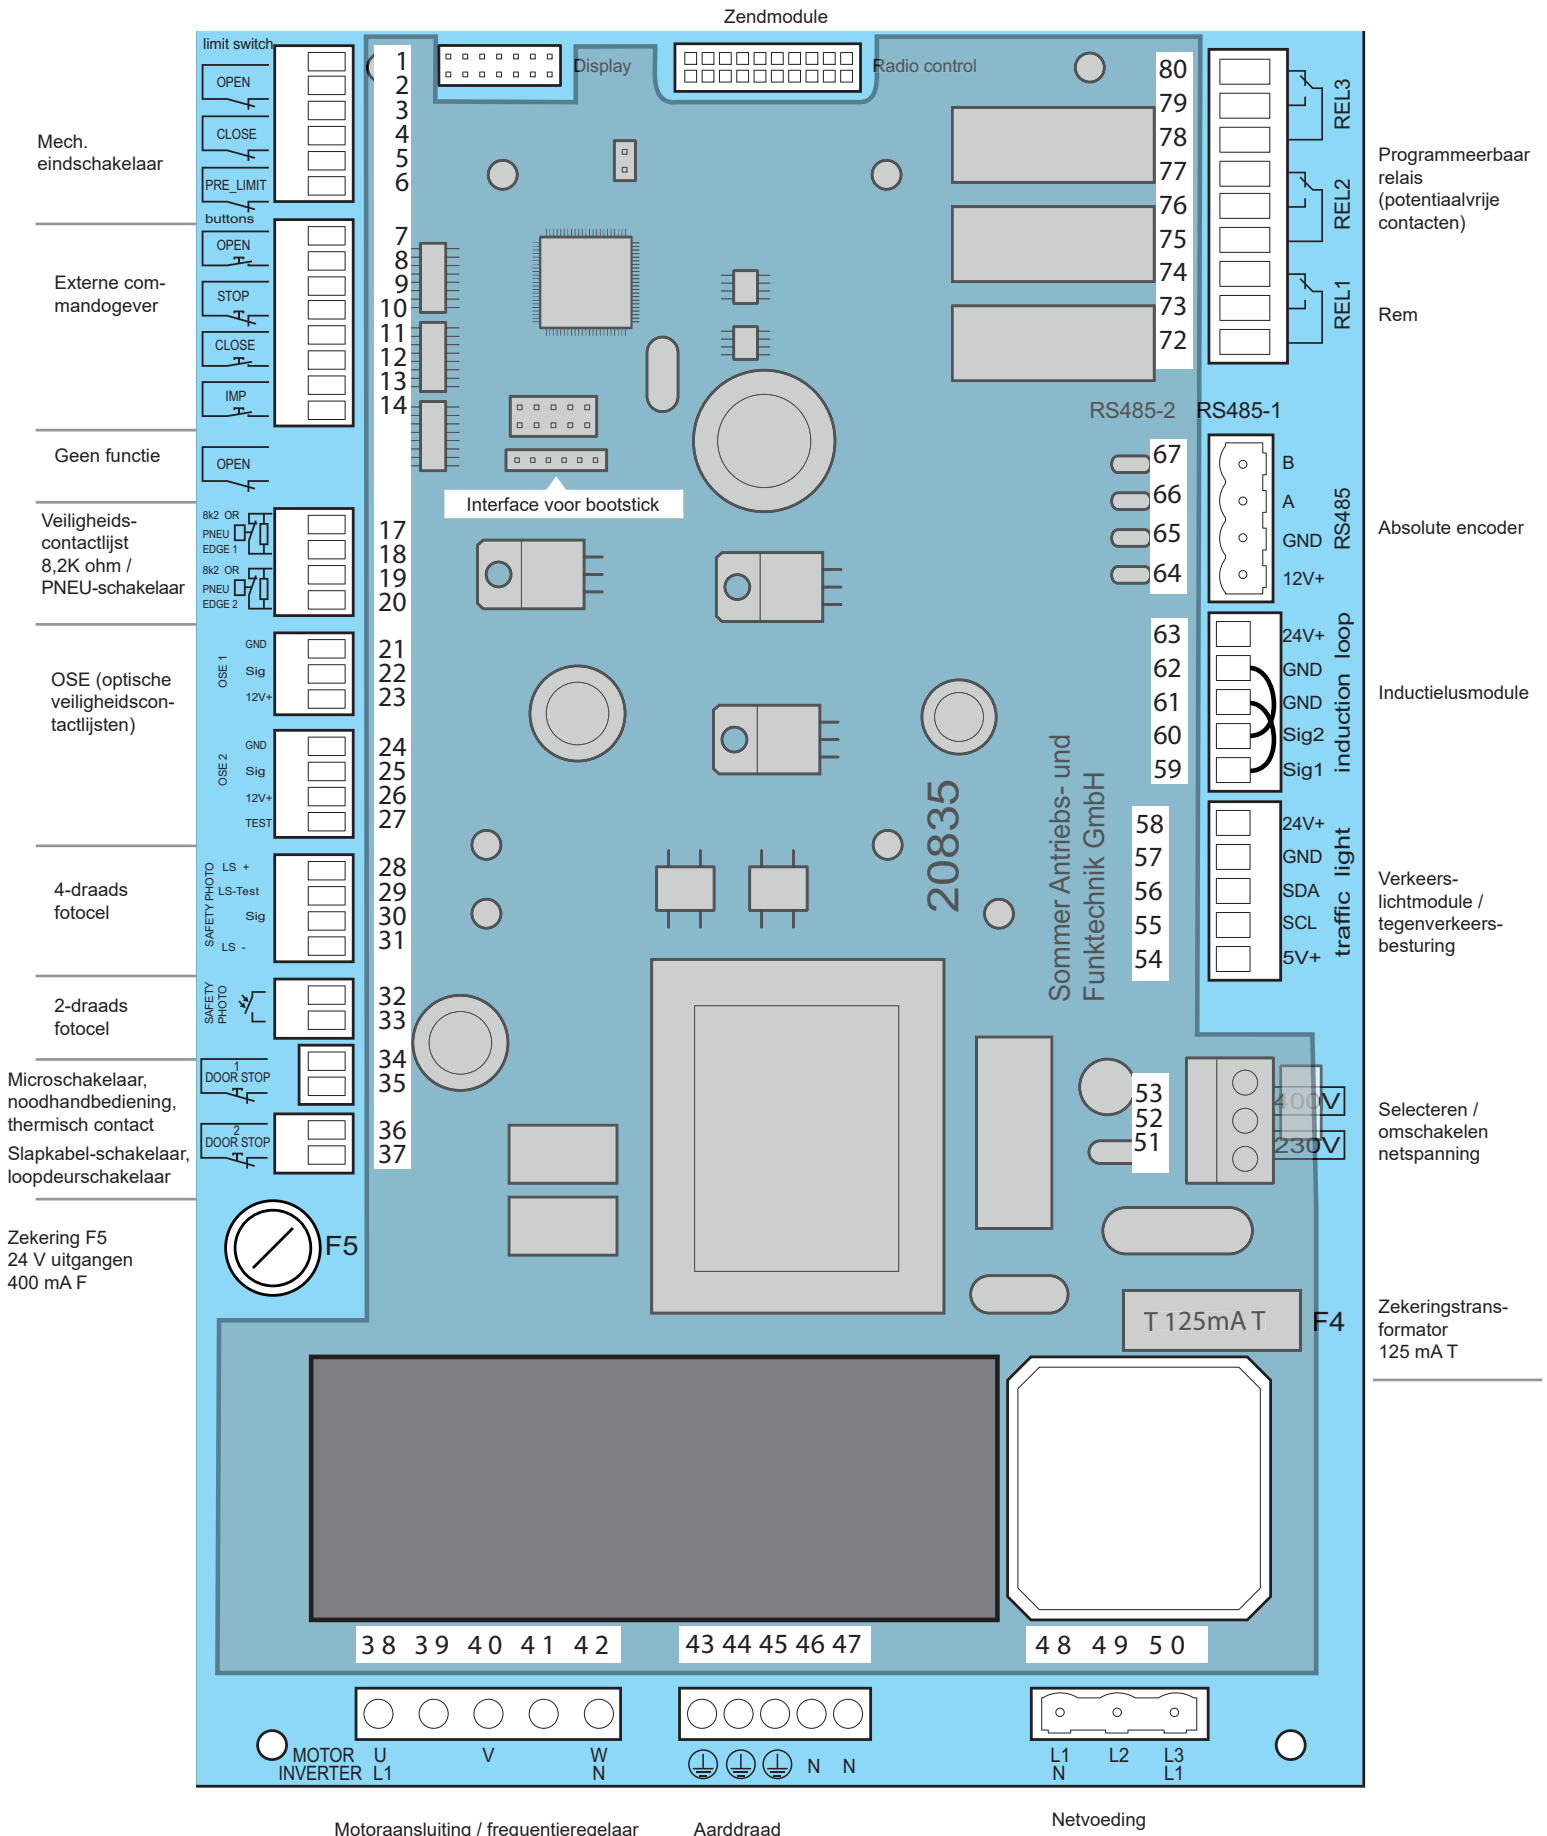 Zendmodule
limit switch
OPEN
CLOSE
PRE_LIMIT
Mech.
eindschakelaar
buttons
OPEN
STOP
CLOSE
IMP
Externe com-
mandogever
Geen functie
OPEN
Veiligheids-
contactlijst
8,2K ohm /
PNEU-schakelaar
8k2 OR
PNEU
EDGE 1
8k2 OR
PNEU
EDGE 2
OSE (optische
veiligheidscon-
tactlijsten)
OSE 1
GND
Sig
12V+
OSE 2
GND
Sig
12V+
TEST
4-draads
fotocel
SAFETY PHOTO
LS +
LS-Test
Sig
LS -
2-draads
fotocel
SAFETY
PHOTO
Microschakelaar,
noodhandbediening,
thermisch contact
1
DOOR STOP
Slapkabel-schakelaar,
loopdeurschakelaar
2
DOOR STOP
Zekering F5
24 V uitgangen
400 mA F
F5
1
2
3
4
5
6
7
8
9
10
11
12
13
14
17
18
19
20
21
22
23
24
25
26
27
28
29
30
31
32
33
34
35
36
37
Display
Radio control
Interface voor bootstick
20835
Sommer Antriebs- und
Funktechnik GmbH
80
79
78
77
76
75
74
73
72
REL3
REL2
REL1
Programmeerbaar
relais
(potentiaalvrije
contacten)
Rem
RS485-2
RS485-1
67
66
65
64
B
A
GND
12V+
RS485
Absolute encoder
63
62
61
60
59
24V+
GND
GND
Sig2
Sig1
induction loop
Inductielusmodule
58
57
56
55
54
24V+
GND
SDA
SCL
5V+
traffic light
Verkeers-
lichtmodule /
tegenverkeers-
besturing
53
52
51
400V
230V
Selecteren /
omschakelen
netspanning
T 125mA T
F4
Zekeringstrans-
formator
125 mA T
38 39 40 41 42
43 44 45 46 47
48 49 50
MOTOR U V W
INVERTER L1 N
N N
L1 L2 L3
N L1
Motoraansluiting / frequentieregelaar
Aarddraad
Netvoeding